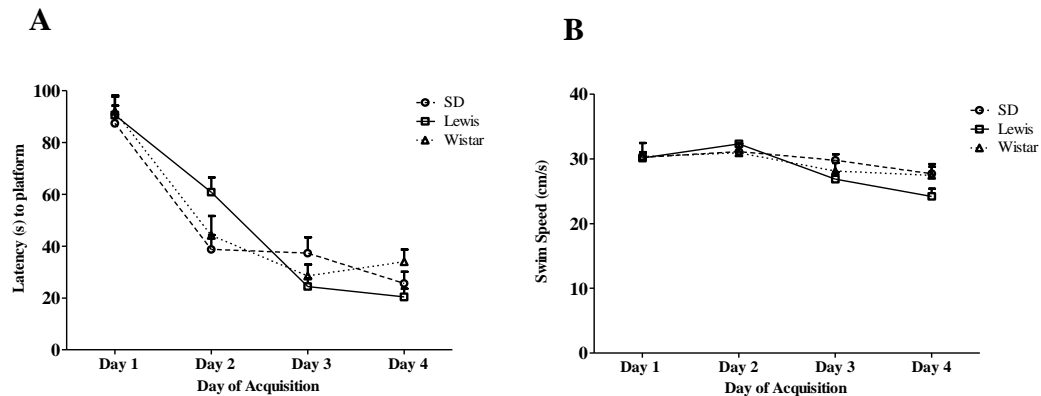 A
Latency (s) to platform
100
80
60
40
20
0
SD
Lewis
Wistar
Day 1 Day 2 Day 3 Day 4
Day of Acquisition
B
Swim Speed (cm/s)
40
30
20
10
0
SD
Lewis
Wistar
Day 1 Day 2 Day 3 Day 4
Day of Acquisition